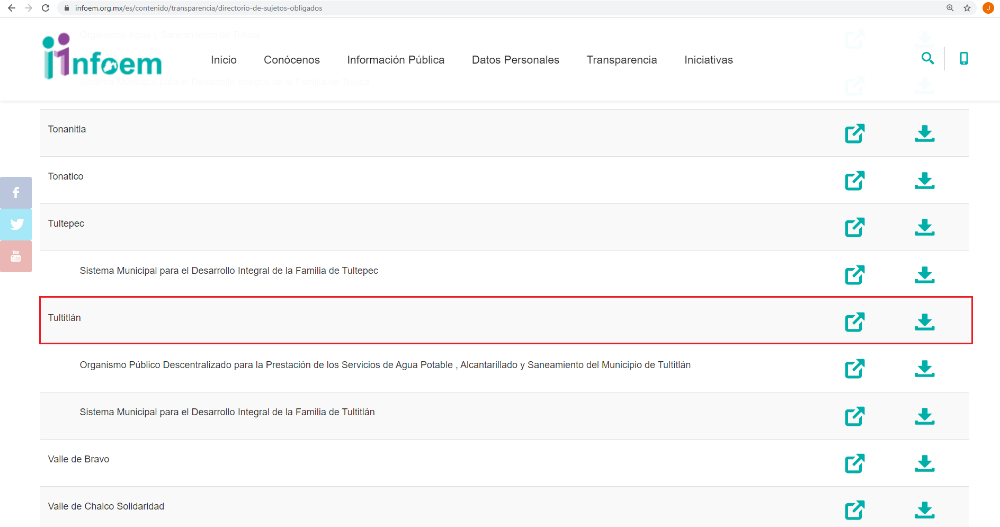 infoem.org.mx/es/contenido/transparencia/directorio-de-sujetos-obligados
J
Organismo Agua y Saneamiento de Toluca
infoem
Inicio Conócenos Información Pública Datos Personales Transparencia Iniciativas
Sistema Municipal para el Desarrollo Integral de la Familia de Toluca
Tonanitla
Tonatico
f
Tultepec
You
Tube
Sistema Municipal para el Desarrollo Integral de la Familia de Tultepec
Tultitlán
Organismo Público Descentralizado para la Prestación de los Servicios de Agua Potable , Alcantarillado y Saneamiento del Municipio de Tultitlán
Sistema Municipal para el Desarrollo Integral de la Familia de Tultitlán
Valle de Bravo
Valle de Chalco Solidaridad